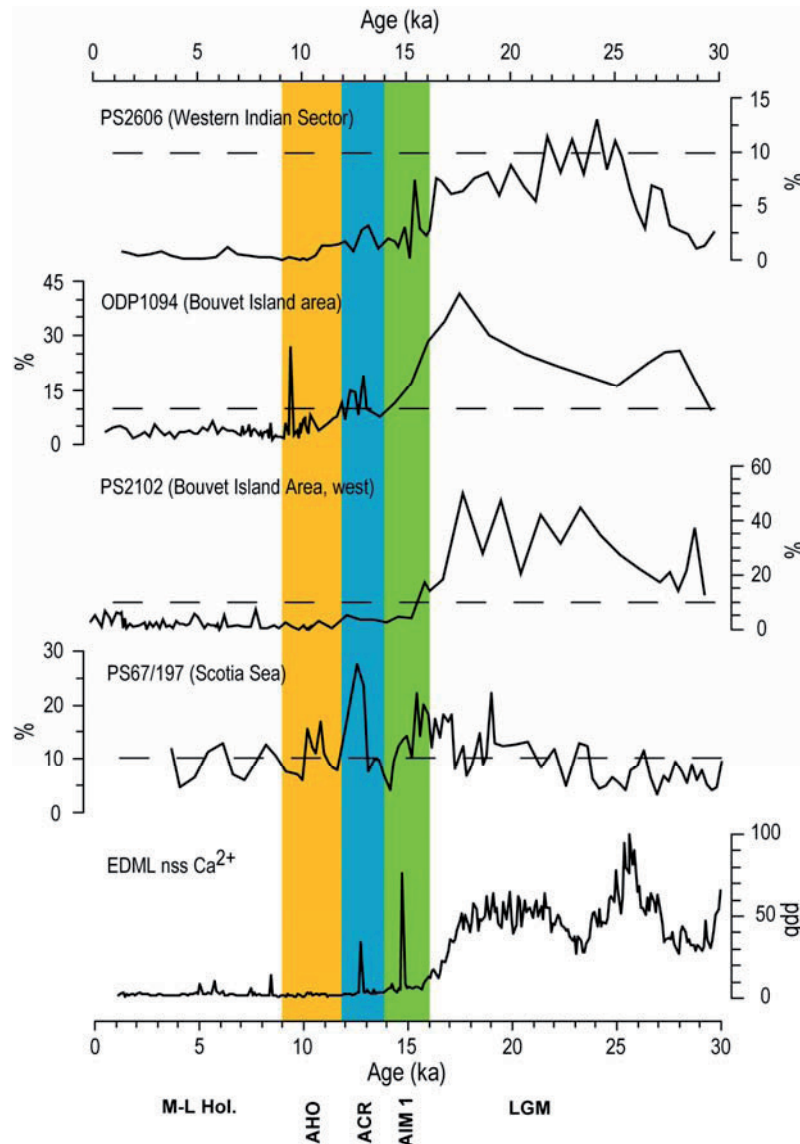 Age (ka)
0 5 10 15 20 25 30
PS2606 (Western Indian Sector)
15
10
5
0
%
45
30
15
0
%
ODP1094 (Bouvet Island area)
PS2102 (Bouvet Island Area, west)
60
40
20
0
%
30
20
10
0
%
PS67/197 (Scotia Sea)
EDML nss Ca2+
100
50
0
ppb
0 5 10 15 20 25 30
Age (ka)
M-L Hol. AHO ACR AIM 1 LGM